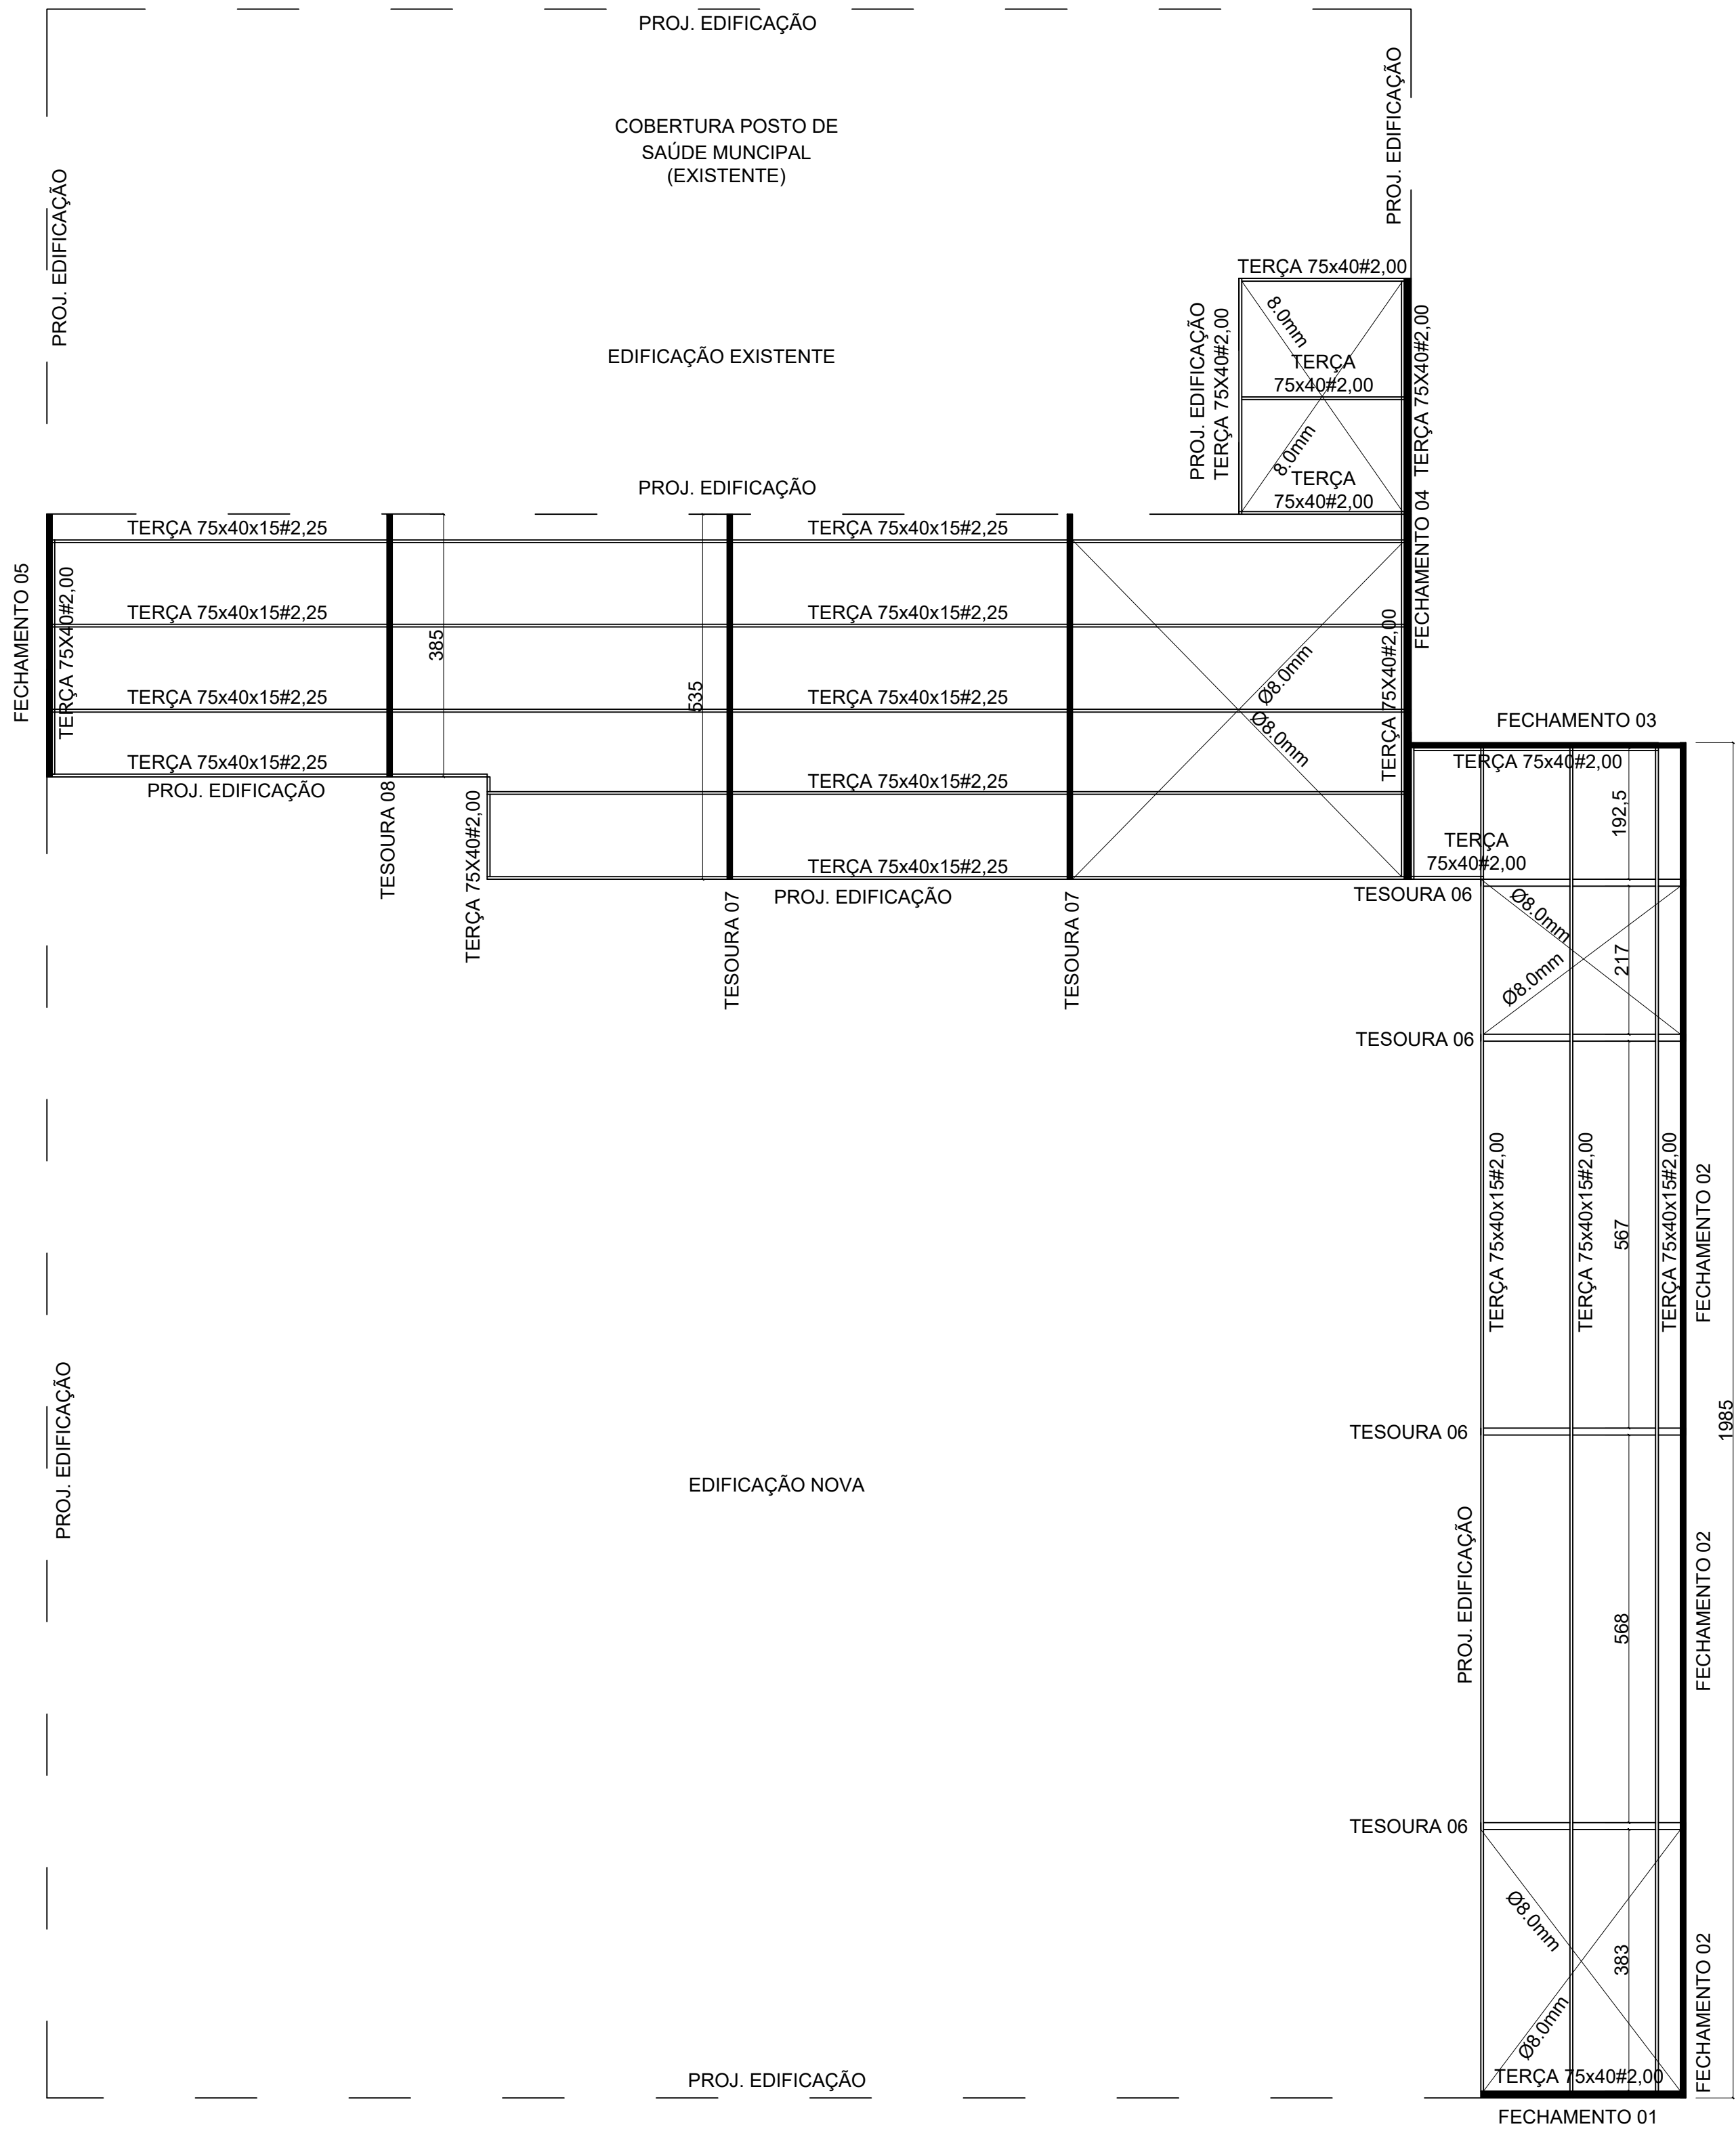 PROJ. EDIFICAÇÃO
PROJ. EDIFICAÇÃO
COBERTURA POSTO DE
SAÚDE MUNCIPAL
(EXISTENTE)
PROJ. EDIFICAÇÃO
TERÇA 75x40#2,00
8.0mm
PROJ. EDIFICAÇÃO
TERÇA 75X40#2,00
TERÇA 75X40#2,00
EDIFICAÇÃO EXISTENTE
TERÇA
75x40#2,00
8.0mm
TERÇA
75x40#2,00
PROJ. EDIFICAÇÃO
FECHAMENTO 04
TERÇA 75x40x15#2,25
TERÇA 75x40x15#2,25
FECHAMENTO 05
TERÇA 75X40#2,00
TERÇA 75x40x15#2,25
385
TERÇA 75x40x15#2,25
TERÇA 75X40#2,00
Ø8.0mm
TERÇA 75x40x15#2,25
535
TERÇA 75x40x15#2,25
Ø8.0mm
FECHAMENTO 03
TERÇA 75x40x15#2,25
TERÇA 75x40#2,00
PROJ. EDIFICAÇÃO
TERÇA 75x40x15#2,25
TESOURA 08
TERÇA 75X40#2,00
192,5
TERÇA
75x40#2,00
TERÇA 75x40x15#2,25
PROJ. EDIFICAÇÃO
TESOURA 06
Ø8.0mm
TESOURA 07
TESOURA 07
217
Ø8.0mm
TESOURA 06
TERÇA 75x40x15#2,00
TERÇA 75x40x15#2,00
567
TERÇA 75x40x15#2,00
FECHAMENTO 02
1985
TESOURA 06
PROJ. EDIFICAÇÃO
EDIFICAÇÃO NOVA
PROJ. EDIFICAÇÃO
568
FECHAMENTO 02
TESOURA 06
Ø8.0mm
383
FECHAMENTO 02
Ø8.0mm
TERÇA 75x40#2,00
PROJ. EDIFICAÇÃO
FECHAMENTO 01